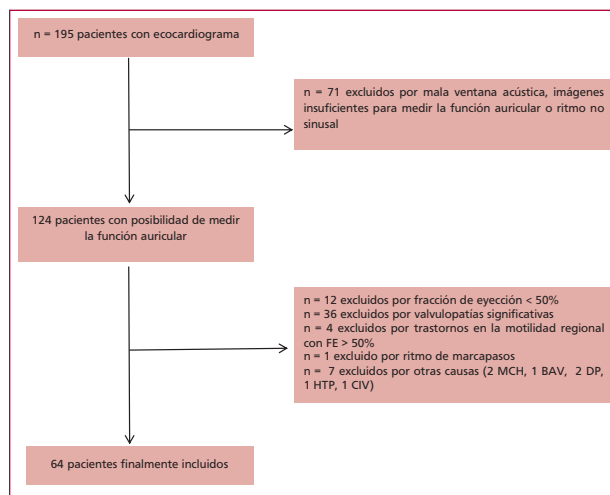 n = 195 pacientes con ecocardiograma
n = 71 excluidos por mala ventana acústica, imágenes
insuficientes para medir la función auricular o ritmo no
sinusal
124 pacientes con posibilidad de medir
la función auricular
n = 12 excluidos por fracción de eyección < 50%
n = 36 excluidos por valvulopatías significativas
n = 4 excluidos por trastornos en la motilidad regional
con FE > 50%
n = 1 excluido por ritmo de marcapasos
n = 7 excluidos por otras causas (2 MCH, 1 BAV, 2 DP,
1 HTP, 1 CIV)
64 pacientes finalmente incluidos